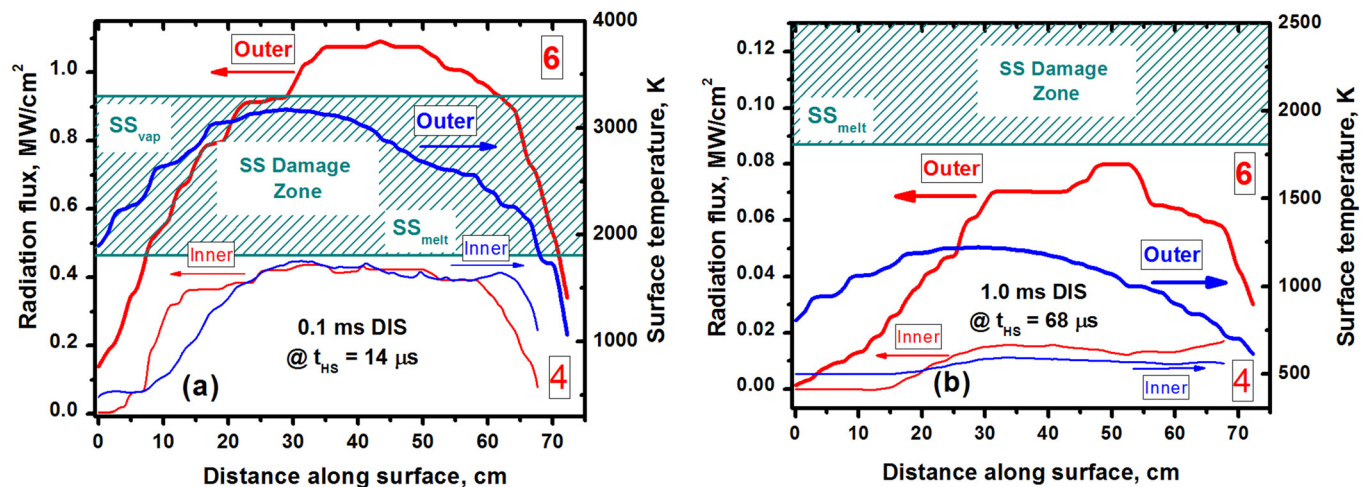 Radiation flux, MW/cm²
1.0
0.8
0.6
0.4
0.2
0.0
Outer
6
SSvap
Outer
SS Damage
Zone
SSmelt
Inner
Inner
0.1 ms DIS
@ tHS = 14 μs
(a)
4
4000
3000
2000
1000
Surface temperature, K
0 10 20 30 40 50 60 70
Distance along surface, cm
Radiation flux, MW/cm²
0.12
0.10
0.08
0.06
0.04
0.02
0.00
SS Damage
Zone
SSmelt
Outer
6
Outer
1.0 ms DIS
@ tHS = 68 μs
Inner
(b)
Inner
4
2500
2000
1500
1000
500
Surface temperature, K
0 10 20 30 40 50 60 70
Distance along surface, cm